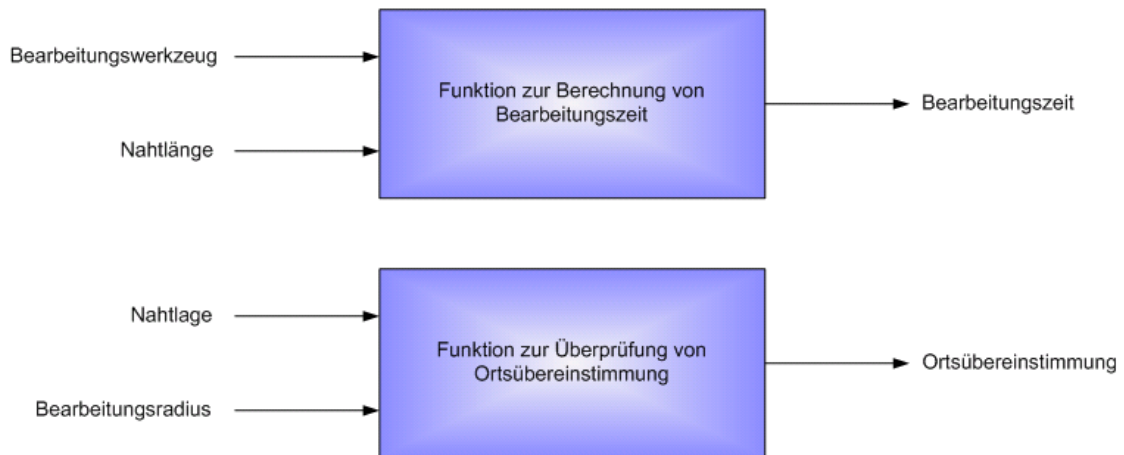 Bearbeitungswerkzeug
Nahtlänge
Funktion zur Berechnung von
Bearbeitungszeit
Bearbeitungszeit
Nahtlage
Bearbeitungsradius
Funktion zur Überprüfung von
Ortsübereinstimmung
Ortsübereinstimmung